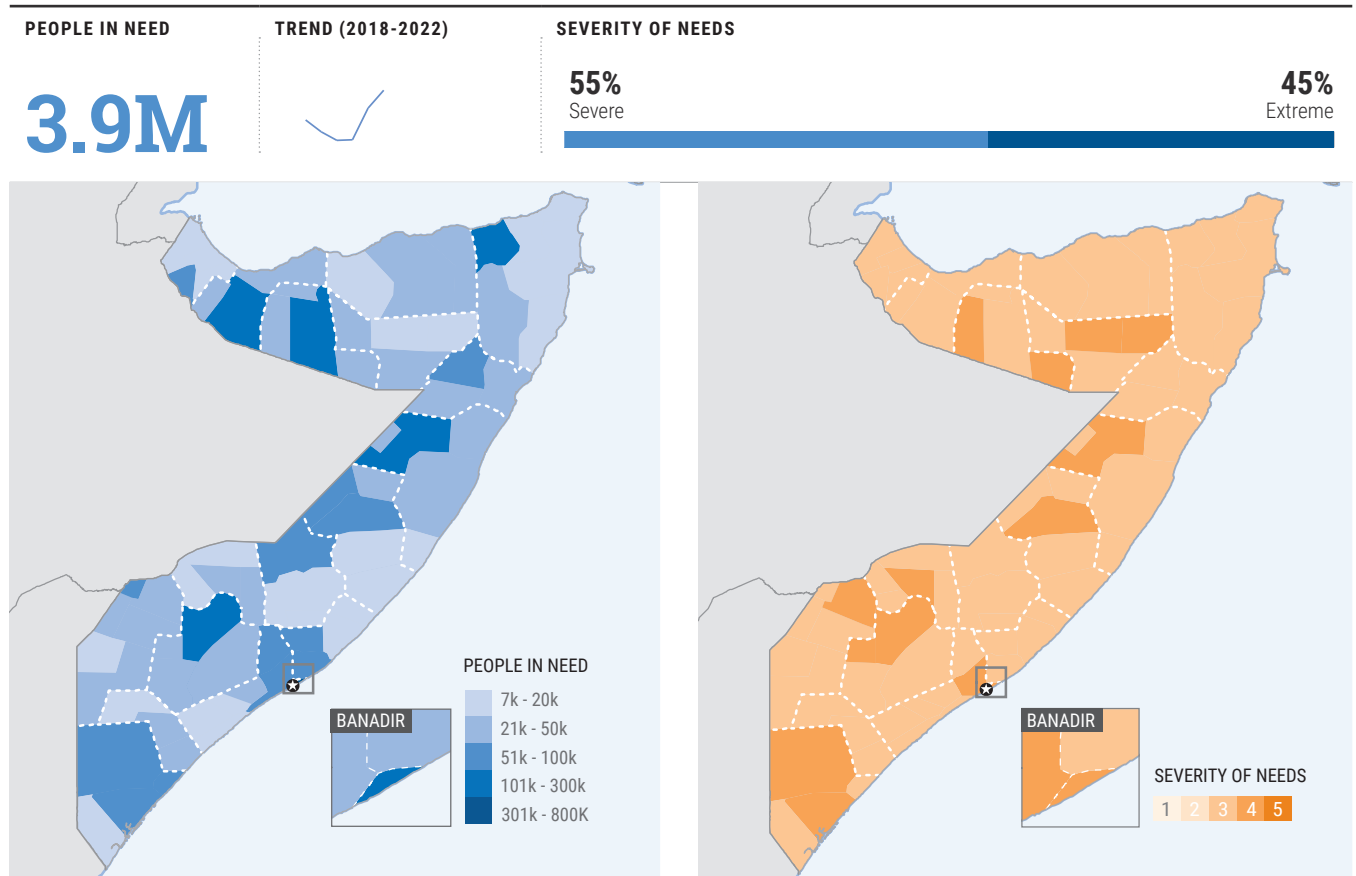 PEOPLE IN NEED
3.9M
TREND (2018-2022)
SEVERITY OF NEEDS
55%
Severe
45%
Extreme
PEOPLE IN NEED
7k - 20k
21k - 50k
51k - 100k
101k - 300k
301k - 800K
BANADIR
BANADIR
SEVERITY OF NEEDS
1 2 3 4 5